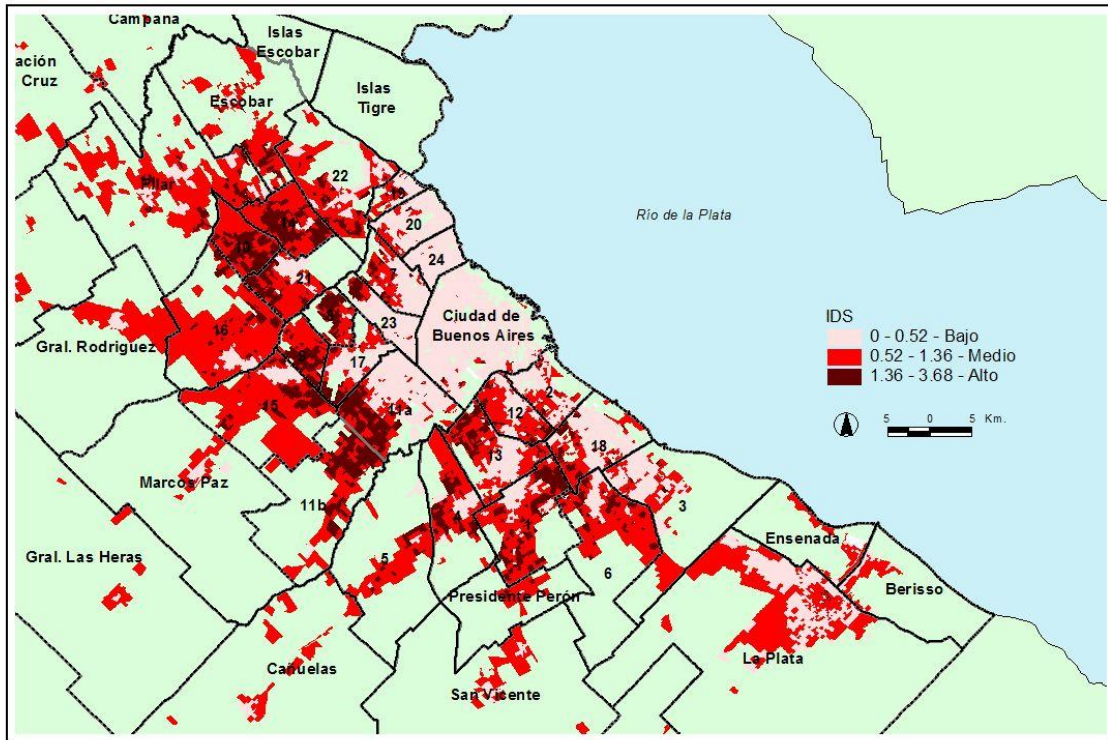 Campana
Islas
Escobar
ación
Cruz
Escobar
Islas
Tigre
Pilar
22
19
14
20
10
Río de la Plata
24
21
7
Ciudad de
Buenos Aires
23
IDS
0 - 0.52 - Bajo
0.52 - 1.36 - Medio
1.36 - 3.68 - Alto
16
Gral. Rodriguez
17
15
11a
12
2
5 0 5 Km.
18
13
Marcos Paz
11b
4
1
3
Gral. Las Heras
5
6
Ensenada
Presidente Perón
Berisso
La Plata
Cañuelas
San Vicente